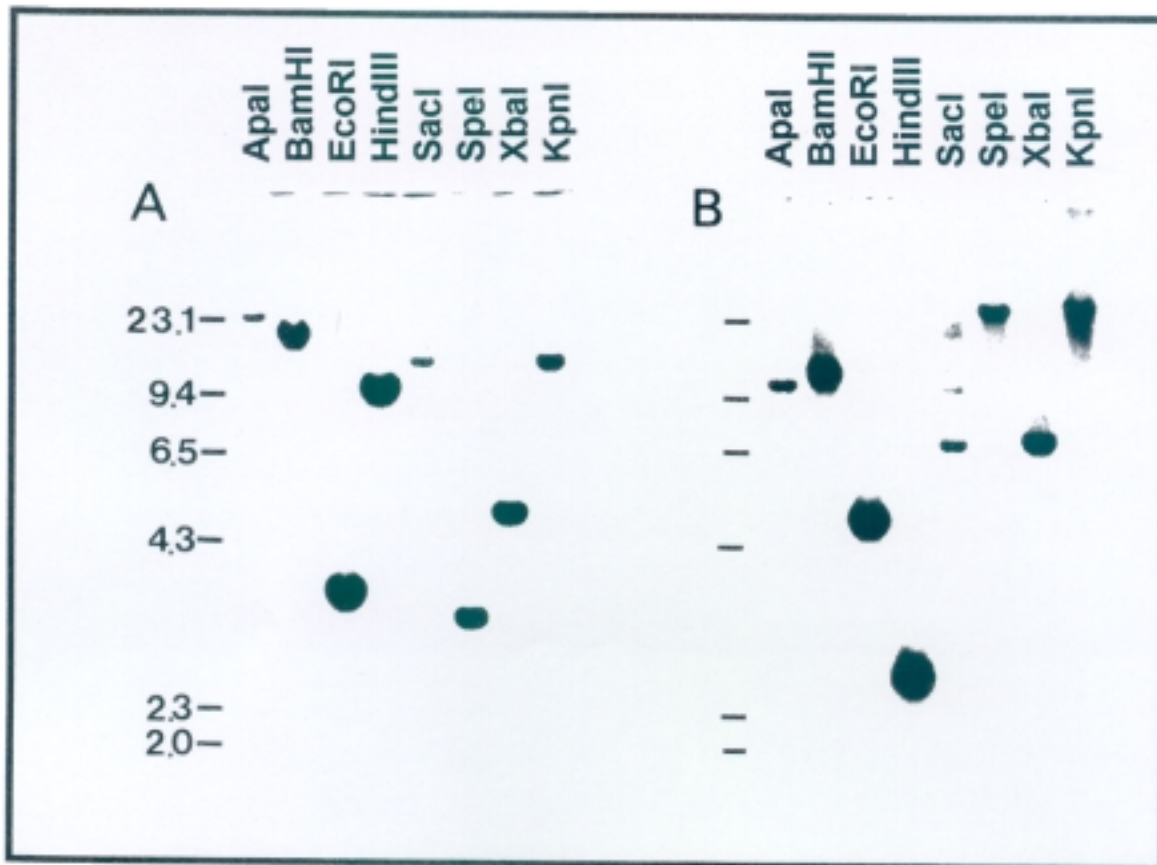 ApaI BamHI EcoRI HindIII SacI SpeI XbaI KpnI
ApaI BamHI EcoRI HindIII SacI SpeI XbaI KpnI
A
B
23.1
9.4
6.5
4.3
2.3
2.0